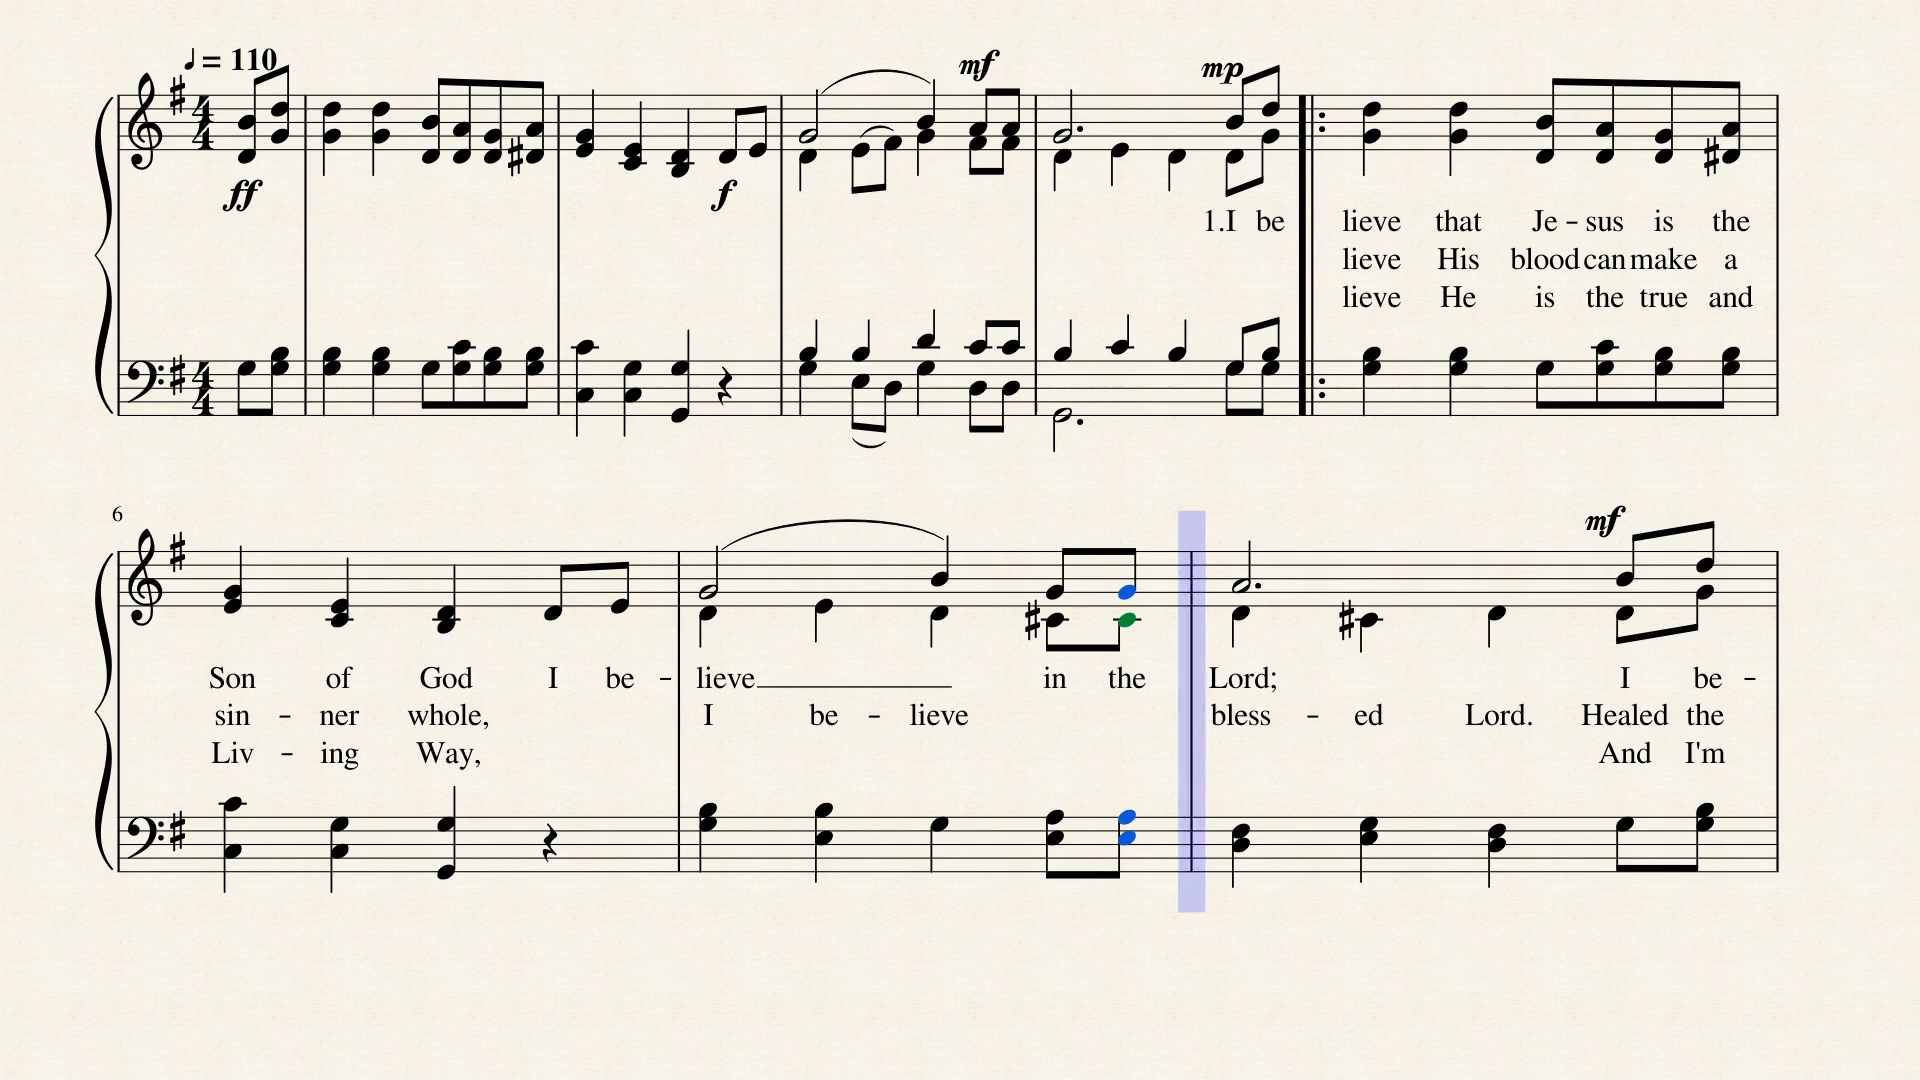 ♩ = 110
mf mp
ff f
1.I be lieve that Je - sus is the
lieve His blood can make a
lieve He is the true and
6
mf
Son of God I be - lieve in the Lord; I be -
sin - ner whole, I be - lieve bless - ed Lord. Healed the
Liv - ing Way, And I'm